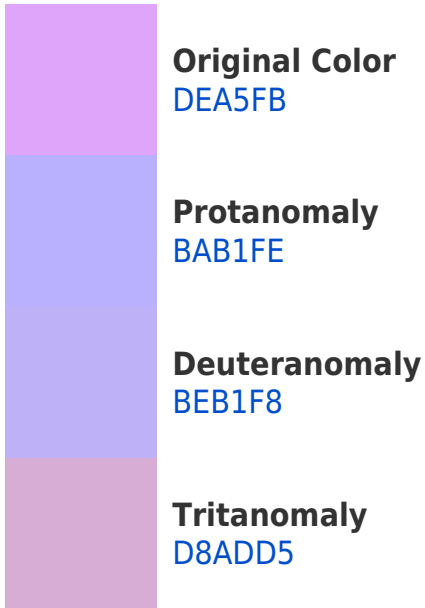 Original Color
DEA5FB
Protanomaly
BAB1FE
Deuteranomaly
BEB1F8
Tritanomaly
D8ADD5